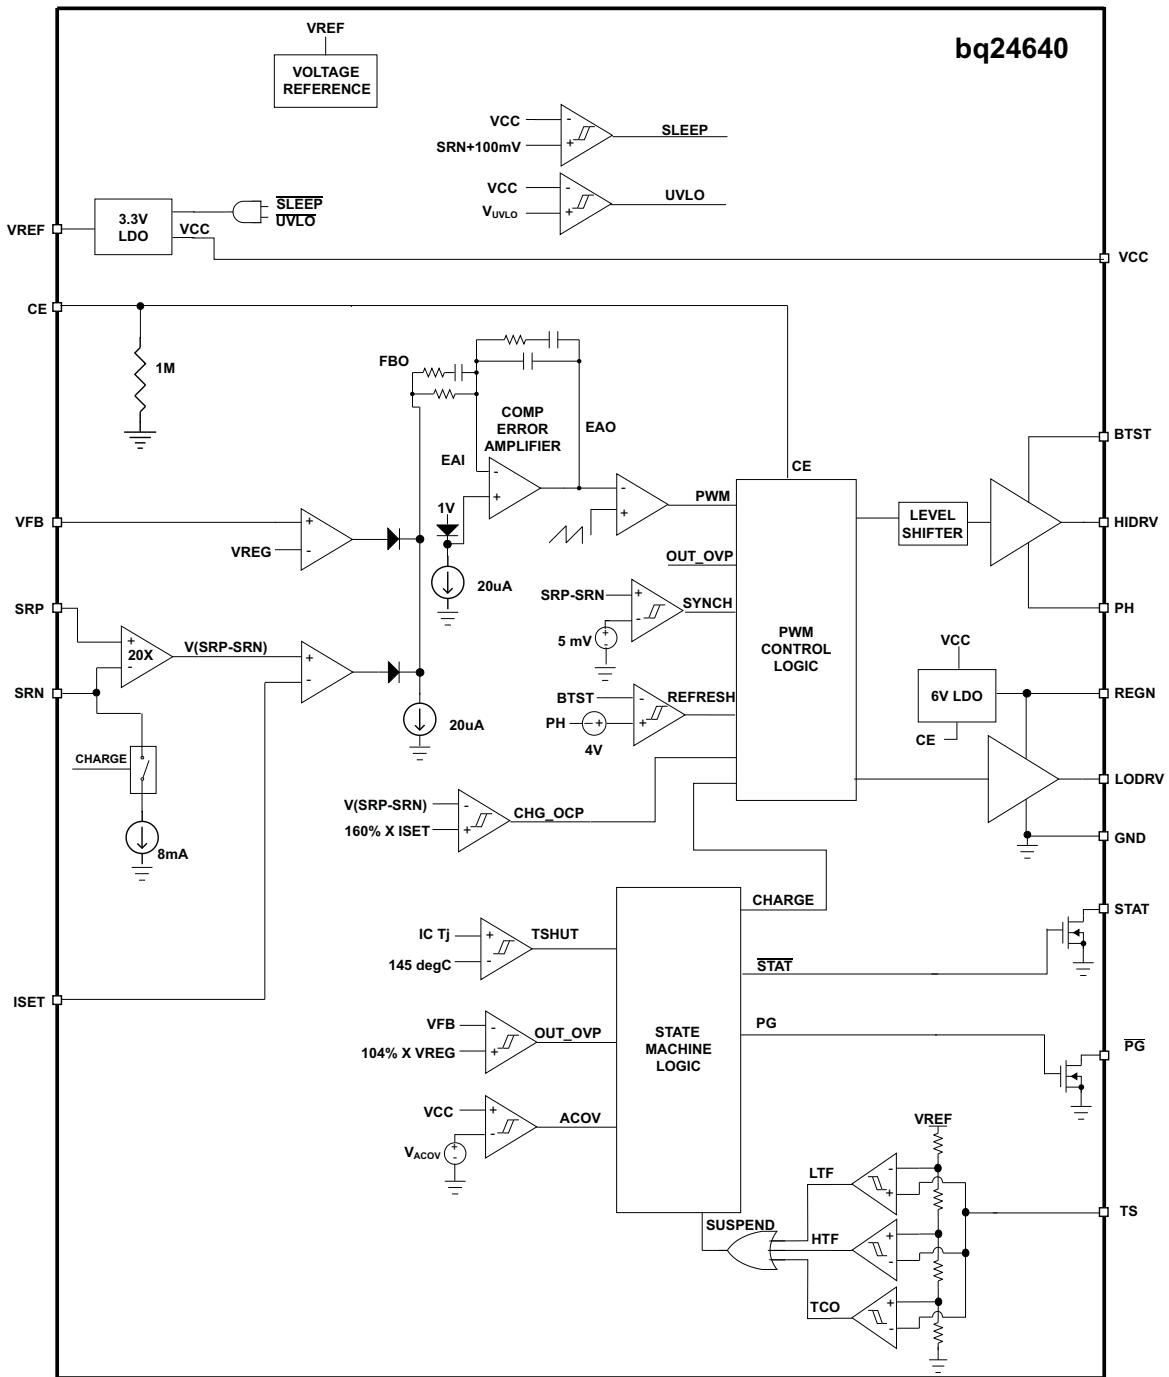 bq24640
VREF
VOLTAGE
REFERENCE
VCC
SRN+100mV
-
+
SLEEP
VCC
VUVLO
-
+
UVLO
VREF
3.3V
LDO
VCC
SLEEP
UVLO
VCC
CE
1M
FBO
COMP
ERROR
AMPLIFIER
EAI
EAO
-
+
1V
20uA
-
+
PWM
CE
VFB
VREG
+
-
OUT_OVP
SRP-SRN
+
-
SYNCH
5 mV
+
-
BTST
PH
- +
4V
-
+
REFRESH
PWM
CONTROL
LOGIC
LEVEL
SHIFTER
BTST
HIDRV
PH
VCC
6V LDO
CE
REGN
LODRV
GND
SRP
SRN
+
20X
-
V(SRP-SRN)
+
-
20uA
CHARGE
8mA
V(SRP-SRN)
160% X ISET
-
+
CHG_OCP
ISET
IC Tj
145 degC
+
-
TSHUT
VFB
104% X VREG
-
+
OUT_OVP
VCC
VACOV
+
-
+
-
ACOV
STATE
MACHINE
LOGIC
CHARGE
STAT
STAT
PG
PG
SUSPEND
VREF
LTF
-
+
HTF
+
-
TCO
+
-
TS